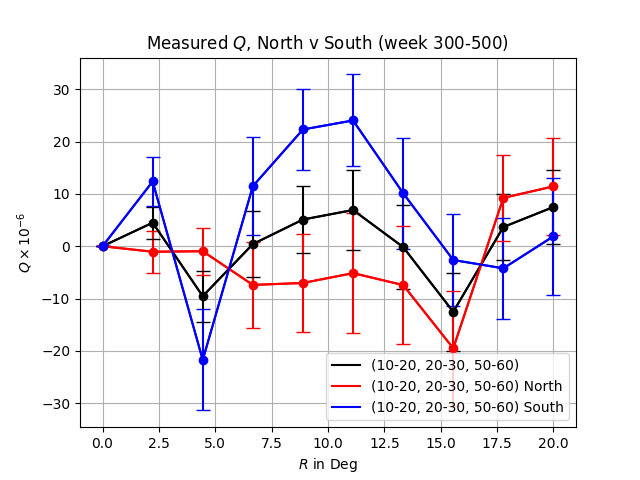 Measured Q, North v South (week 300-500)
30
20
10
0
−10
−20
−30
Q × 10⁻⁶
(10-20, 20-30, 50-60)
(10-20, 20-30, 50-60) North
(10-20, 20-30, 50-60) South
0.0 2.5 5.0 7.5 10.0 12.5 15.0 17.5 20.0
R in Deg